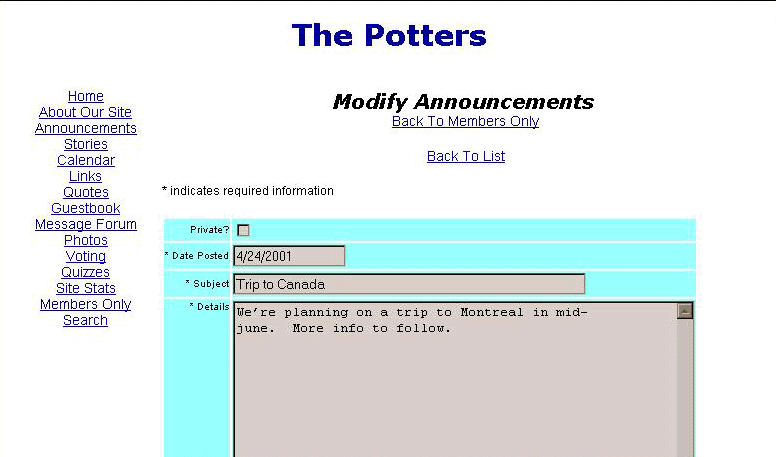 The Potters
Home
About Our Site
Announcements
Stories
Calendar
Links
Quotes
Guestbook
Message Forum
Photos
Voting
Quizzes
Site Stats
Members Only
Search
Modify Announcements
Back To Members Only
Back To List
* indicates required information
Private?
* Date Posted 4/24/2001
* Subject Trip to Canada
* Details We're planning on a trip to Montreal in mid-
june.  More info to follow.